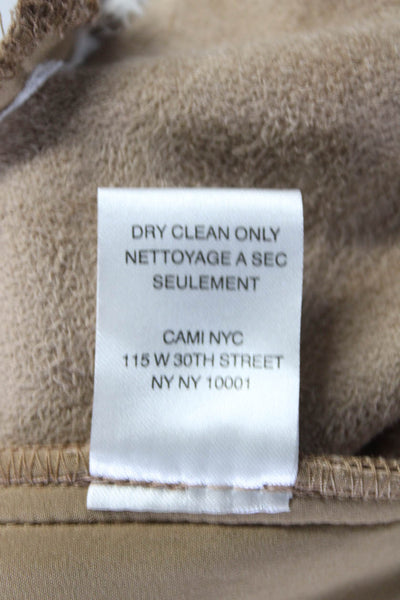 DRY CLEAN ONLY
NETTOYAGE A SEC
SEULEMENT
CAMI NYC
115 W 30TH STREET
NY NY 10001